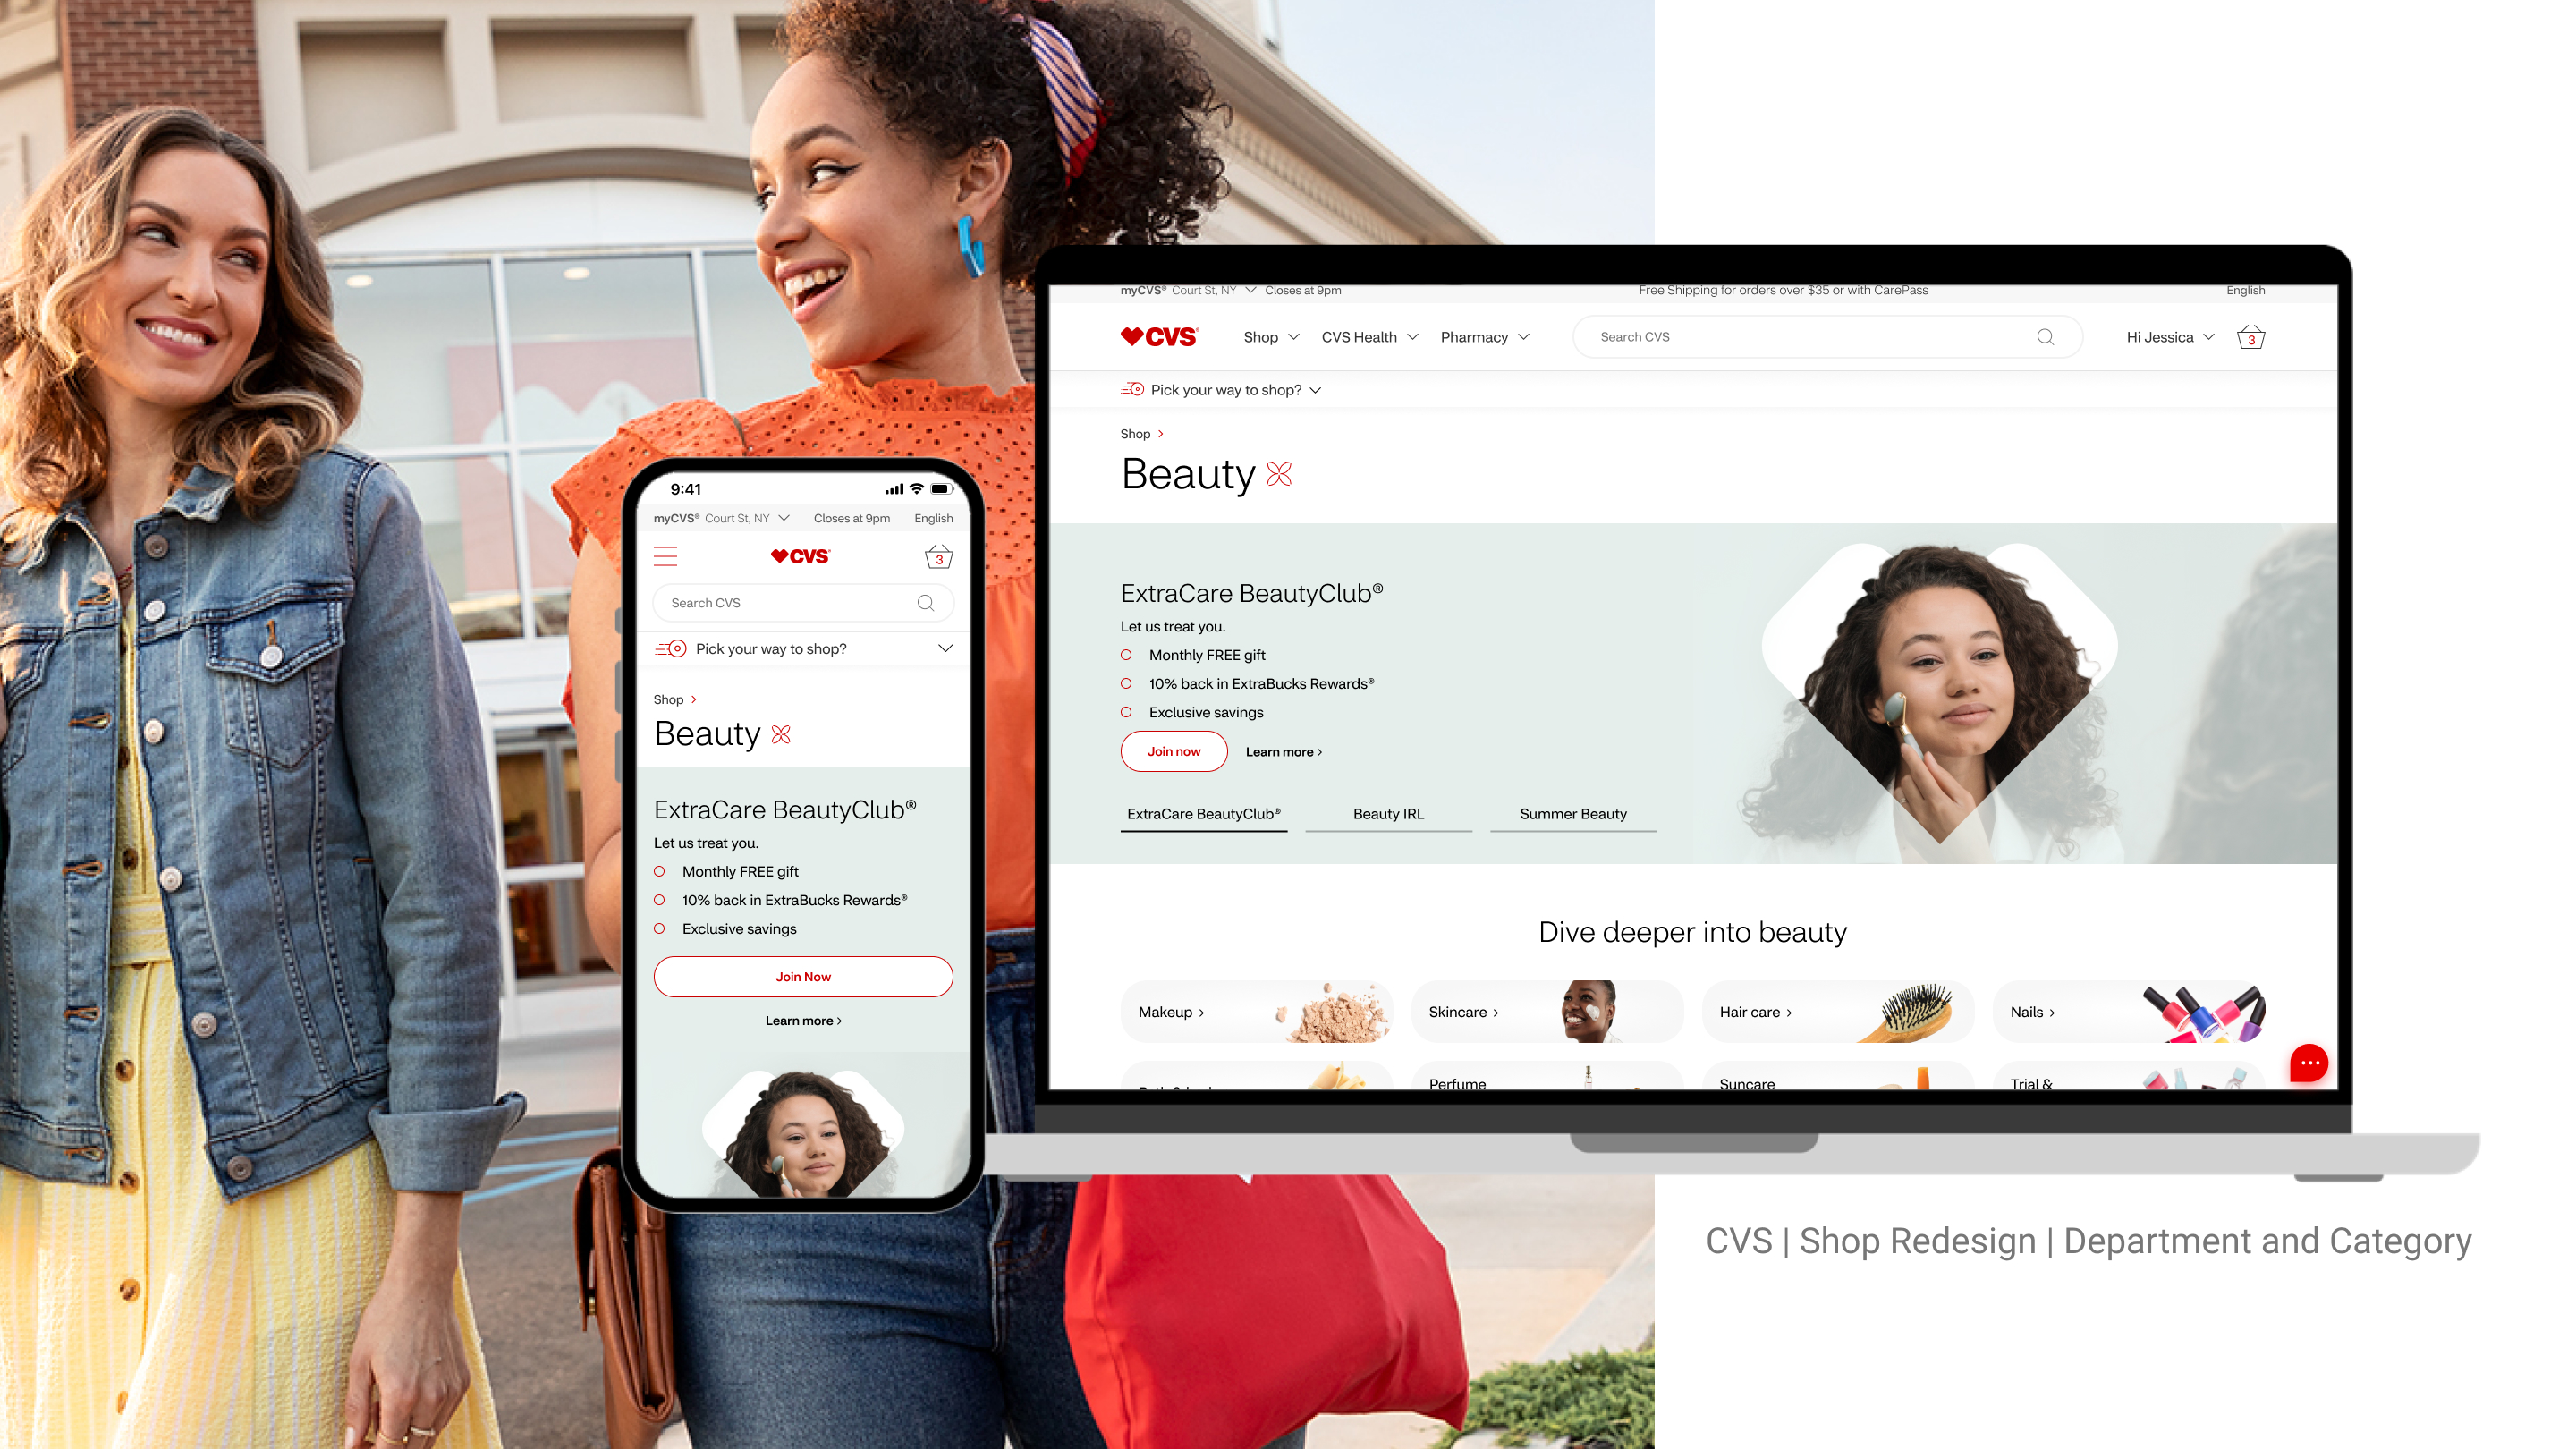 9:41
myCVS® Court St, NY Closes at 9pm English
CVS®
3
Search CVS
Pick your way to shop?
Shop >
Beauty
ExtraCare BeautyClub®
Let us treat you.
Monthly FREE gift
10% back in ExtraBucks Rewards®
Exclusive savings
Join Now
Learn more >
myCVS® Court St, NY Closes at 9pm Free Shipping for orders over $35 or with CarePass English
CVS® Shop CVS Health Pharmacy Search CVS Hi Jessica 3
Pick your way to shop?
Shop >
Beauty
ExtraCare BeautyClub®
Let us treat you.
Monthly FREE gift
10% back in ExtraBucks Rewards®
Exclusive savings
Join now Learn more >
ExtraCare BeautyClub® Beauty IRL Summer Beauty
Dive deeper into beauty
Makeup > Skincare > Hair care > Nails >
Perfume Suncare Trial &
CVS | Shop Redesign | Department and Category